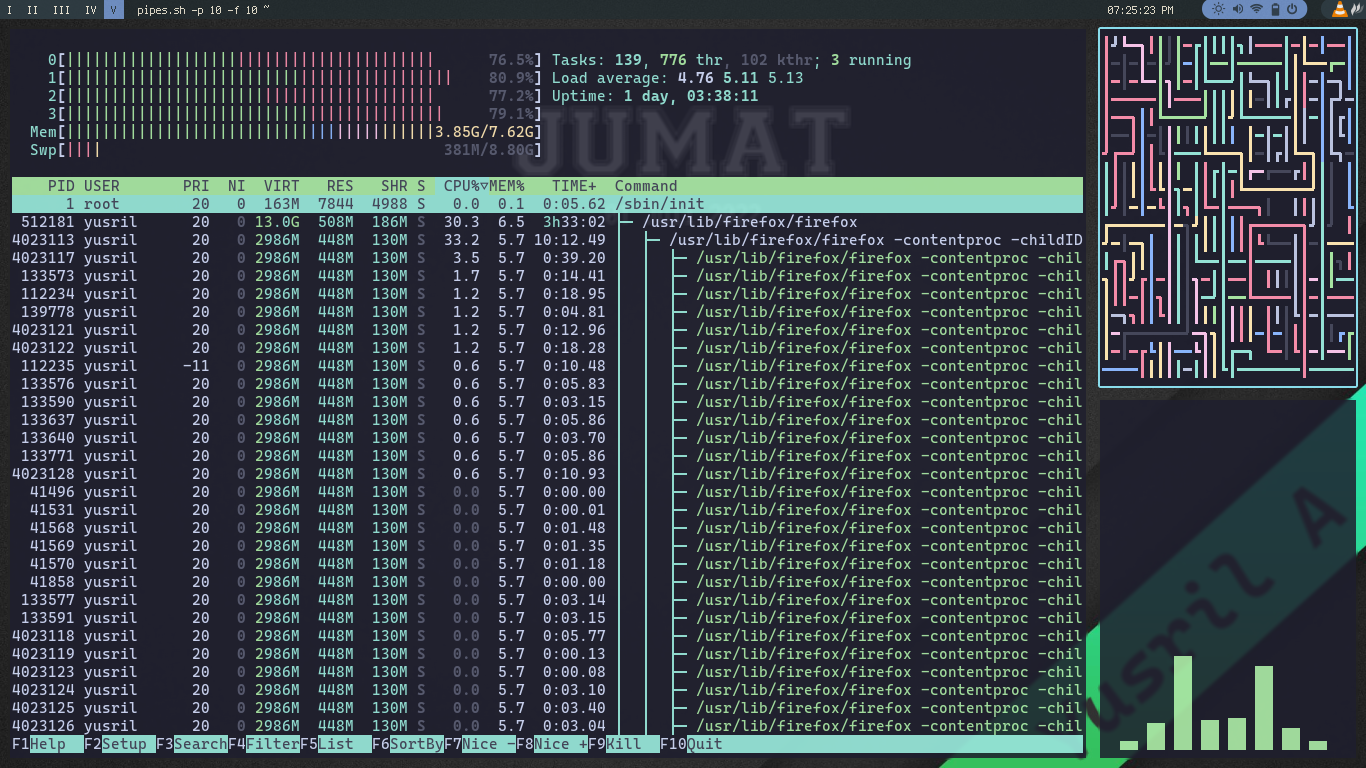 I II III IV V pipes.sh -p 10 -f 10 ~ 07:25:23 PM
0[ 76.5%] Tasks: 139, 776 thr, 102 kthr; 3 running
1[ 80.9%] Load average: 4.76 5.11 5.13
2[ 77.2%] Uptime: 1 day, 03:38:11
3[ 79.1%]
Mem[ 3.85G/7.62G]
Swp[ 381M/8.80G]
JUMAT
PID USER PRI NI VIRT RES SHR S CPU%▽MEM% TIME+ Command
1 root 20 0 163M 7844 4988 S 0.0 0.1 0:05.62 /sbin/init
512181 yusril 20 0 13.0G 508M 186M S 30.3 6.5 3h33:02 /usr/lib/firefox/firefox
4023113 yusril 20 0 2986M 448M 130M S 33.2 5.7 10:12.49 /usr/lib/firefox/firefox -contentproc -childID
4023117 yusril 20 0 2986M 448M 130M S 3.5 5.7 0:39.20 /usr/lib/firefox/firefox -contentproc -chil
133573 yusril 20 0 2986M 448M 130M S 1.7 5.7 0:14.41 /usr/lib/firefox/firefox -contentproc -chil
112234 yusril 20 0 2986M 448M 130M S 1.2 5.7 0:18.95 /usr/lib/firefox/firefox -contentproc -chil
139778 yusril 20 0 2986M 448M 130M S 1.2 5.7 0:04.81 /usr/lib/firefox/firefox -contentproc -chil
4023121 yusril 20 0 2986M 448M 130M S 1.2 5.7 0:12.96 /usr/lib/firefox/firefox -contentproc -chil
4023122 yusril 20 0 2986M 448M 130M S 1.2 5.7 0:18.28 /usr/lib/firefox/firefox -contentproc -chil
112235 yusril -11 0 2986M 448M 130M S 0.6 5.7 0:10.48 /usr/lib/firefox/firefox -contentproc -chil
133576 yusril 20 0 2986M 448M 130M S 0.6 5.7 0:05.83 /usr/lib/firefox/firefox -contentproc -chil
133590 yusril 20 0 2986M 448M 130M S 0.6 5.7 0:03.15 /usr/lib/firefox/firefox -contentproc -chil
133637 yusril 20 0 2986M 448M 130M S 0.6 5.7 0:05.86 /usr/lib/firefox/firefox -contentproc -chil
133640 yusril 20 0 2986M 448M 130M S 0.6 5.7 0:03.70 /usr/lib/firefox/firefox -contentproc -chil
133771 yusril 20 0 2986M 448M 130M S 0.6 5.7 0:05.86 /usr/lib/firefox/firefox -contentproc -chil
4023128 yusril 20 0 2986M 448M 130M S 0.6 5.7 0:10.93 /usr/lib/firefox/firefox -contentproc -chil
41496 yusril 20 0 2986M 448M 130M S 0.0 5.7 0:00.00 /usr/lib/firefox/firefox -contentproc -chil
41531 yusril 20 0 2986M 448M 130M S 0.0 5.7 0:00.01 /usr/lib/firefox/firefox -contentproc -chil
41568 yusril 20 0 2986M 448M 130M S 0.0 5.7 0:01.48 /usr/lib/firefox/firefox -contentproc -chil
41569 yusril 20 0 2986M 448M 130M S 0.0 5.7 0:01.35 /usr/lib/firefox/firefox -contentproc -chil
41570 yusril 20 0 2986M 448M 130M S 0.0 5.7 0:01.18 /usr/lib/firefox/firefox -contentproc -chil
41858 yusril 20 0 2986M 448M 130M S 0.0 5.7 0:00.00 /usr/lib/firefox/firefox -contentproc -chil
133577 yusril 20 0 2986M 448M 130M S 0.0 5.7 0:03.14 /usr/lib/firefox/firefox -contentproc -chil
133591 yusril 20 0 2986M 448M 130M S 0.0 5.7 0:03.15 /usr/lib/firefox/firefox -contentproc -chil
4023118 yusril 20 0 2986M 448M 130M S 0.0 5.7 0:05.77 /usr/lib/firefox/firefox -contentproc -chil
4023119 yusril 20 0 2986M 448M 130M S 0.0 5.7 0:00.13 /usr/lib/firefox/firefox -contentproc -chil
4023123 yusril 20 0 2986M 448M 130M S 0.0 5.7 0:00.08 /usr/lib/firefox/firefox -contentproc -chil
4023124 yusril 20 0 2986M 448M 130M S 0.0 5.7 0:03.10 /usr/lib/firefox/firefox -contentproc -chil
4023125 yusril 20 0 2986M 448M 130M S 0.0 5.7 0:03.40 /usr/lib/firefox/firefox -contentproc -chil
4023126 yusril 20 0 2986M 448M 130M S 0.0 5.7 0:03.04 /usr/lib/firefox/firefox -contentproc -chil
F1Help F2Setup F3SearchF4FilterF5List F6SortByF7Nice -F8Nice +F9Kill F10Quit
usril A